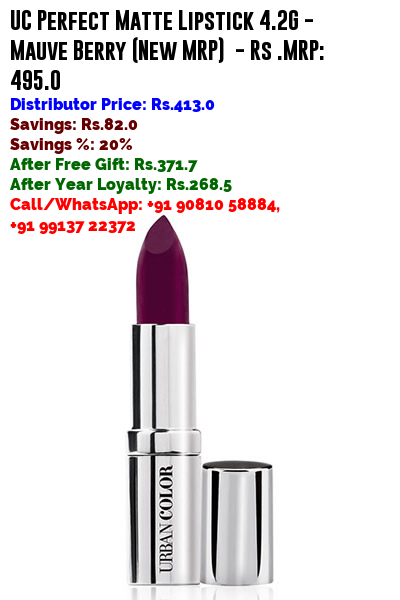 UC Perfect Matte Lipstick 4.2G -
Mauve Berry (New MRP) - Rs .MRP:
495.0
Distributor Price: Rs.413.0
Savings: Rs.82.0
Savings %: 20%
After Free Gift: Rs.371.7
After Year Loyalty: Rs.268.5
Call/WhatsApp: +91 90810 58884,
+91 99137 22372
URBAN COLOR